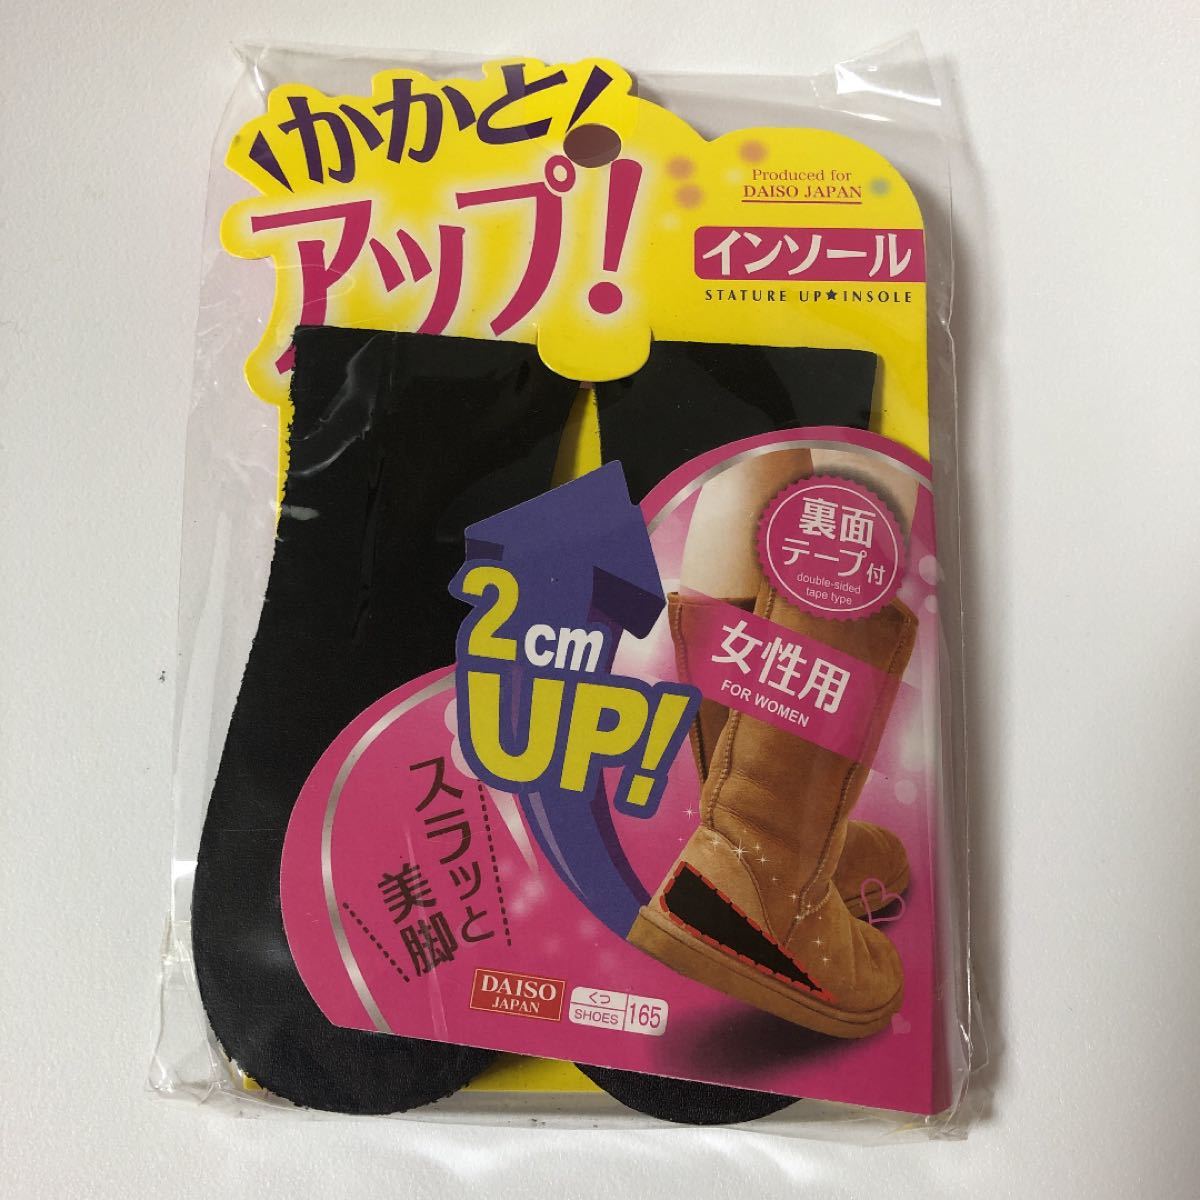 かかと
アップ!
Produced for
DAISO JAPAN
インソール
STATURE UP★INSOLE
裏面
テープ付
double-sided
tape type
女性用
FOR WOMEN
2cm
UP!
スラッと
美脚
DAISO
JAPAN
くつ
SHOES
165